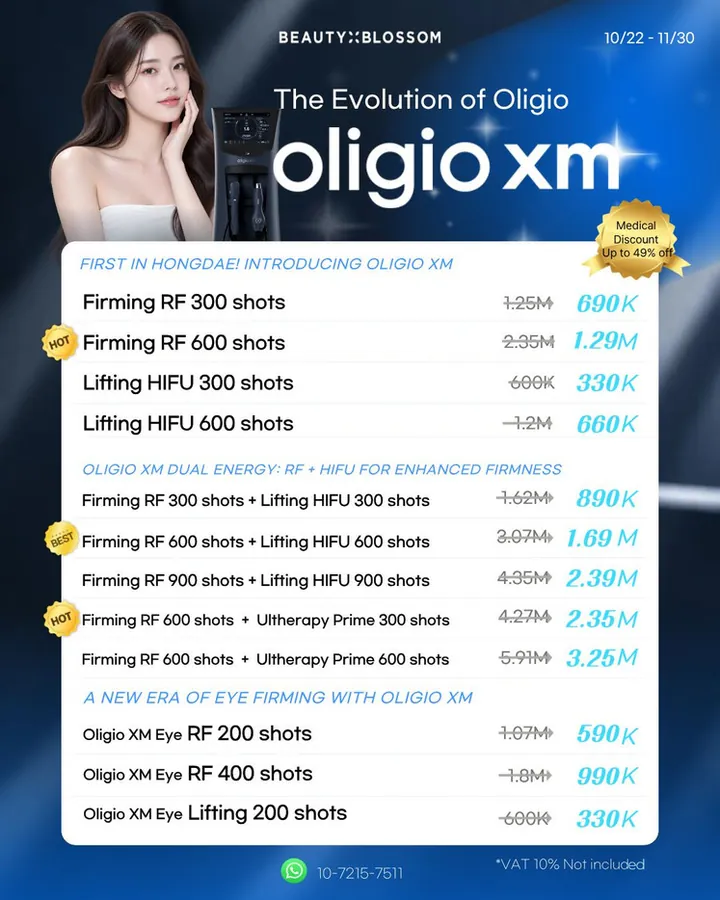 BEAUTY BLOSSOM
10/22 - 11/30
The Evolution of Oligio
oligio xm
Medical
Discount
Up to 49% off
FIRST IN HONGDAE! INTRODUCING OLIGIO XM
Firming RF 300 shots 1.25M 690K
HOT Firming RF 600 shots 2.35M 1.29M
Lifting HIFU 300 shots 600K 330K
Lifting HIFU 600 shots 1.2M 660K
OLIGIO XM DUAL ENERGY: RF + HIFU FOR ENHANCED FIRMNESS
Firming RF 300 shots + Lifting HIFU 300 shots 1.62M 890K
BEST Firming RF 600 shots + Lifting HIFU 600 shots 3.07M 1.69 M
Firming RF 900 shots + Lifting HIFU 900 shots 4.35M 2.39M
HOT Firming RF 600 shots + Ultherapy Prime 300 shots 4.27M 2.35M
Firming RF 600 shots + Ultherapy Prime 600 shots 5.91M 3.25M
A NEW ERA OF EYE FIRMING WITH OLIGIO XM
Oligio XM Eye RF 200 shots 1.07M 590K
Oligio XM Eye RF 400 shots 1.8M 990K
Oligio XM Eye Lifting 200 shots 600K 330K
10-7215-7511
*VAT 10% Not included